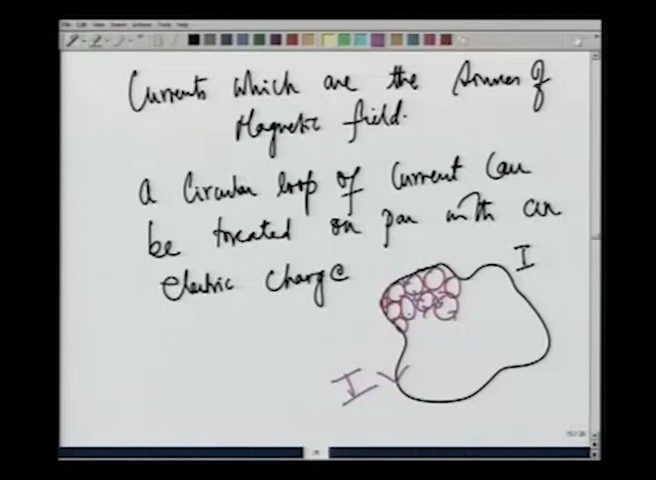 Currents which are the Sources of
Magnetic field.
A Circular loop of Current Can
be treated on par with an
electric charge
I
I